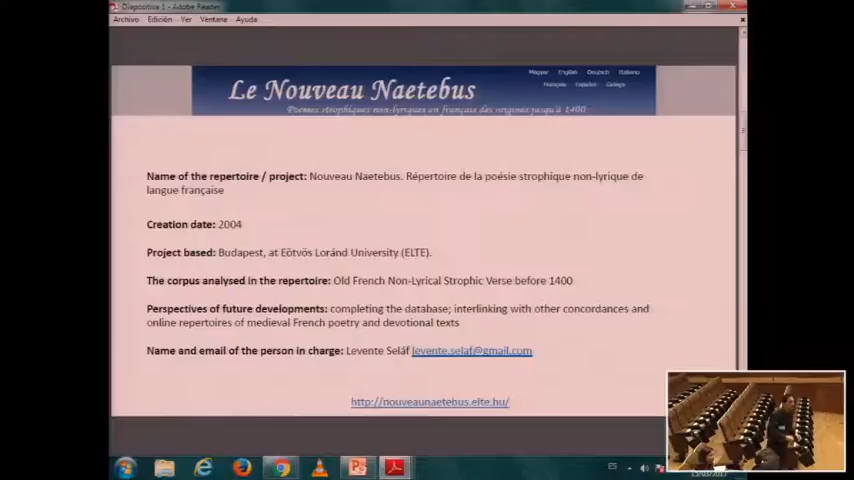 Diapositiva 1 - Adobe Reader
Archivo Edición Ver Ventana Ayuda
Magyar English Deutsch Italiano
Français Español Galego
Le Nouveau Naetebus
Poèmes strophiques non-lyriques en français des origines jusqu'à 1400
Name of the repertoire / project: Nouveau Naetebus. Répertoire de la poésie strophique non-lyrique de
langue française
Creation date: 2004
Project based: Budapest, at Eötvös Loránd University (ELTE).
The corpus analysed in the repertoire: Old French Non-Lyrical Strophic Verse before 1400
Perspectives of future developments: completing the database; interlinking with other concordances and
online repertoires of medieval French poetry and devotional texts
Name and email of the person in charge: Levente Seláf levente.selaf@gmail.com
http://nouveaunaetebus.elte.hu/
ES